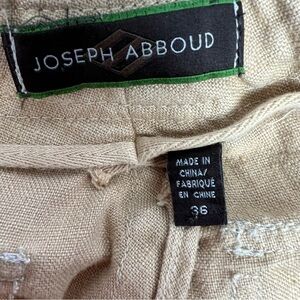 JOSEPH ABBOUD
MADE IN
CHINA/
FABRIQUÉ
EN CHINE
36